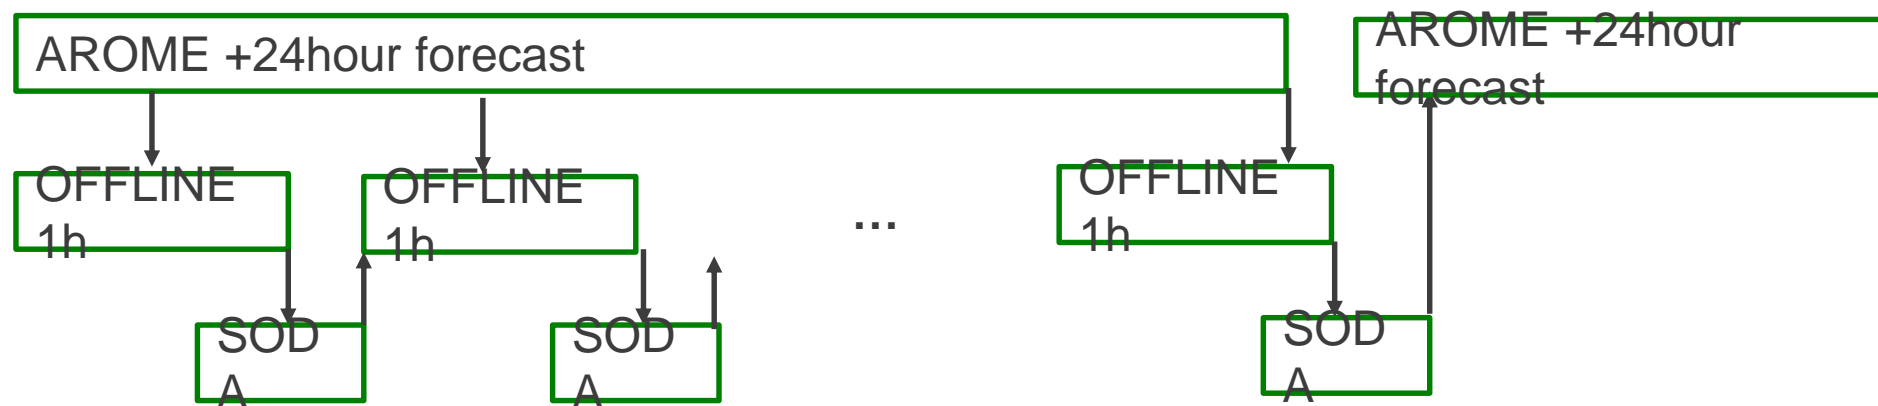 AROME +24hour forecast
AROME +24hour
forecast
OFFLINE
1h
OFFLINE
1h
...
OFFLINE
1h
SOD
A
SOD
A
SOD
A